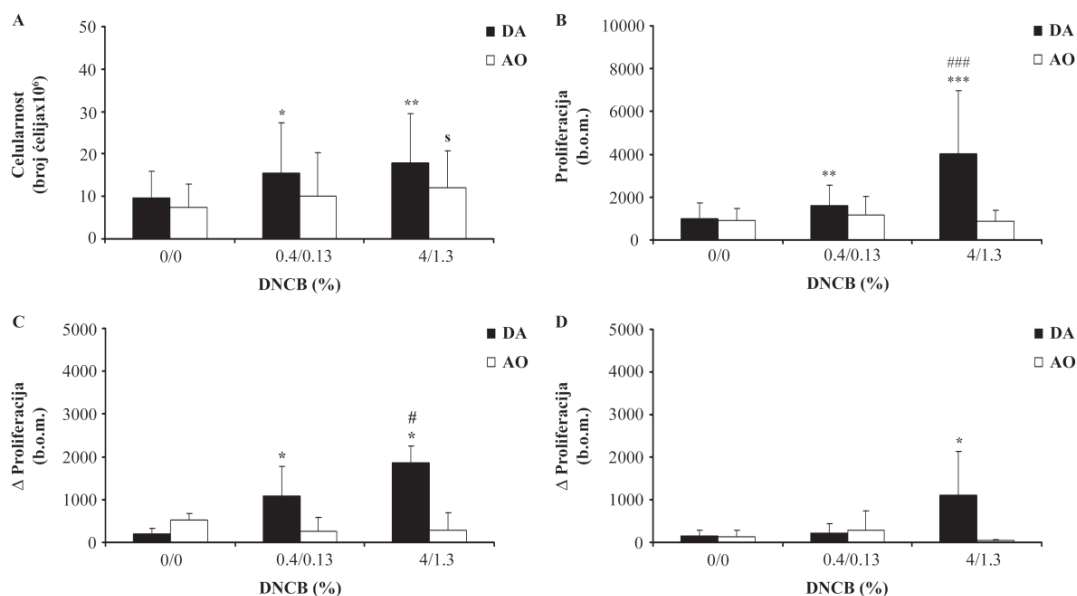 A
Celularnost
(broj ćelijax10⁶)
50
40
30
20
10
0
*
**
s
DA
AO
0/0
0.4/0.13
4/1.3
DNCB (%)
B
Proliferacija
(b.o.m.)
10000
8000
6000
4000
2000
0
**
###
***
DA
AO
0/0
0.4/0.13
4/1.3
DNCB (%)
C
Δ Proliferacija
(b.o.m.)
5000
4000
3000
2000
1000
0
*
#
*
DA
AO
0/0
0.4/0.13
4/1.3
DNCB (%)
D
Δ Proliferacija
(b.o.m.)
5000
4000
3000
2000
1000
0
*
DA
AO
0/0
0.4/0.13
4/1.3
DNCB (%)